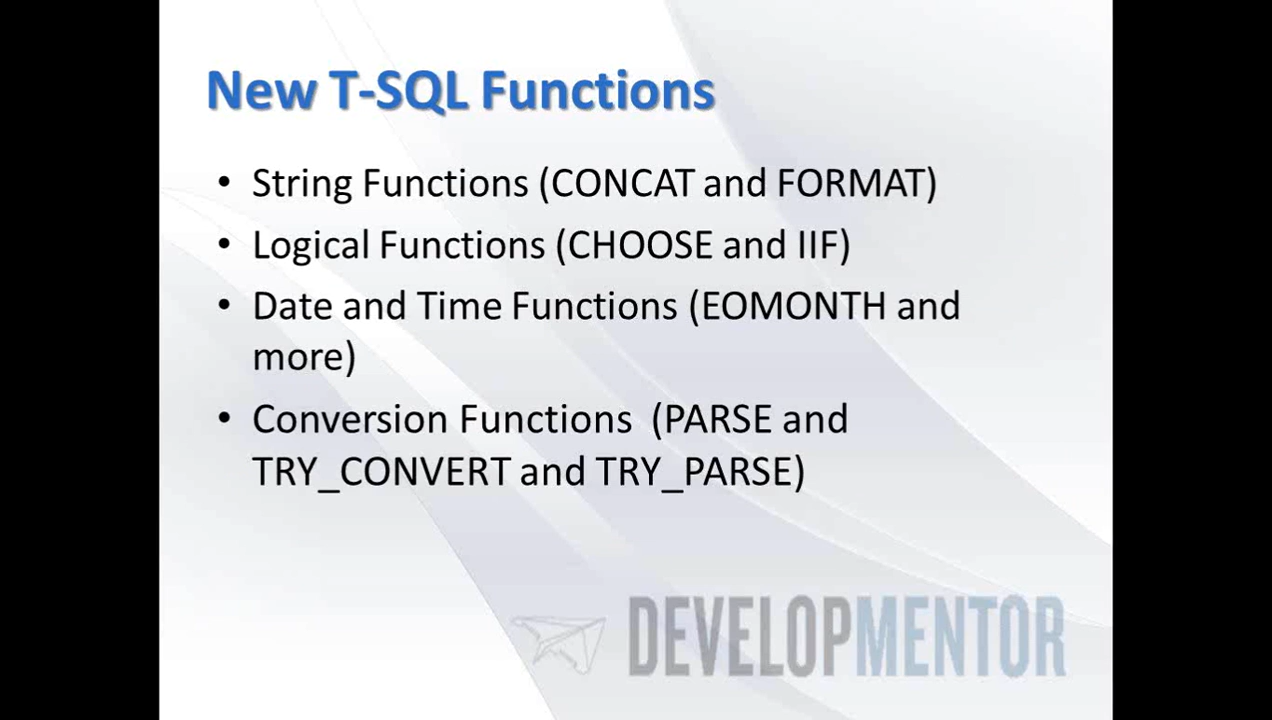 New T-SQL Functions
• String Functions (CONCAT and FORMAT)
• Logical Functions (CHOOSE and IIF)
• Date and Time Functions (EOMONTH and
more)
• Conversion Functions  (PARSE and
TRY_CONVERT and TRY_PARSE)
DEVELOPMENTOR